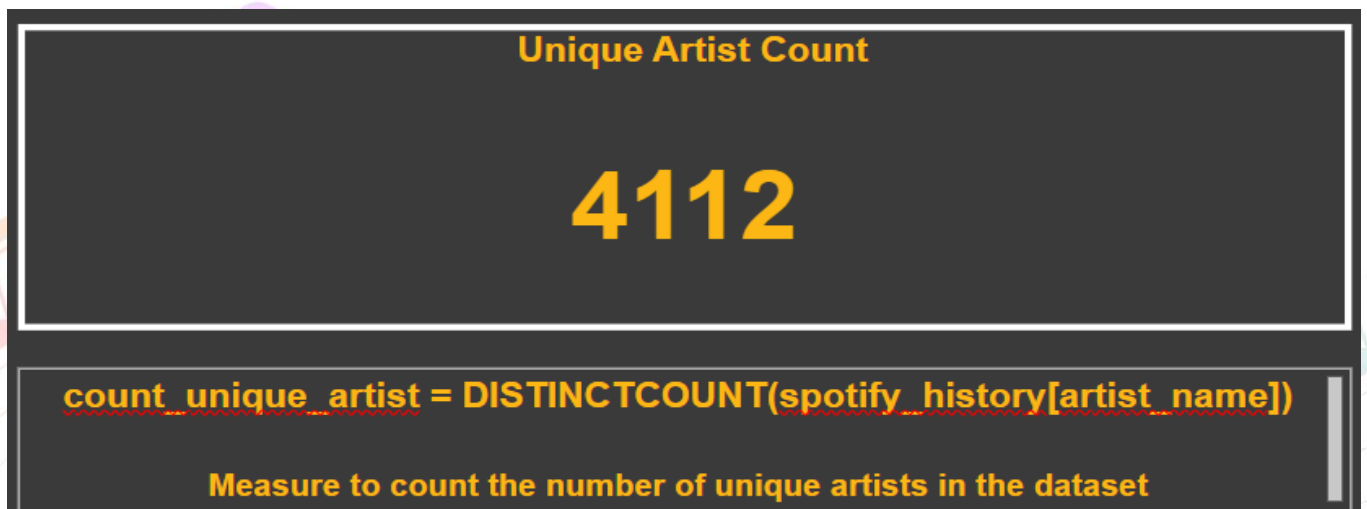 Unique Artist Count
4112
count_unique_artist = DISTINCTCOUNT(spotify_history[artist_name])
Measure to count the number of unique artists in the dataset